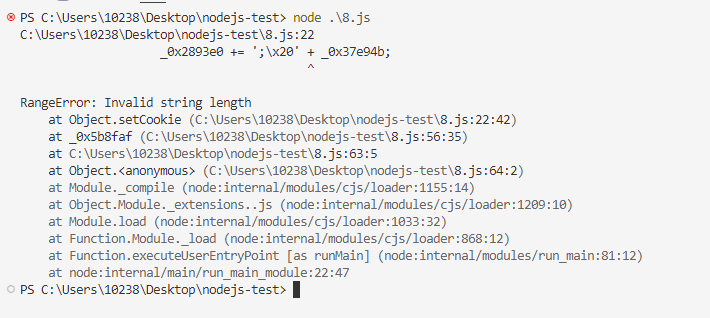 PS C:\Users\10238\Desktop\nodejs-test> node .\8.js
C:\Users\10238\Desktop\nodejs-test\8.js:22
_0x2893e0 += ';\x20' + _0x37e94b;
^
RangeError: Invalid string length
at Object.setCookie (C:\Users\10238\Desktop\nodejs-test\8.js:22:42)
at _0x5b8faf (C:\Users\10238\Desktop\nodejs-test\8.js:56:35)
at C:\Users\10238\Desktop\nodejs-test\8.js:63:5
at Object.<anonymous> (C:\Users\10238\Desktop\nodejs-test\8.js:64:2)
at Module._compile (node:internal/modules/cjs/loader:1155:14)
at Object.Module._extensions..js (node:internal/modules/cjs/loader:1209:10)
at Module.load (node:internal/modules/cjs/loader:1033:32)
at Function.Module._load (node:internal/modules/cjs/loader:868:12)
at Function.executeUserEntryPoint [as runMain] (node:internal/modules/run_main:81:12)
at node:internal/main/run_main_module:22:47
PS C:\Users\10238\Desktop\nodejs-test>